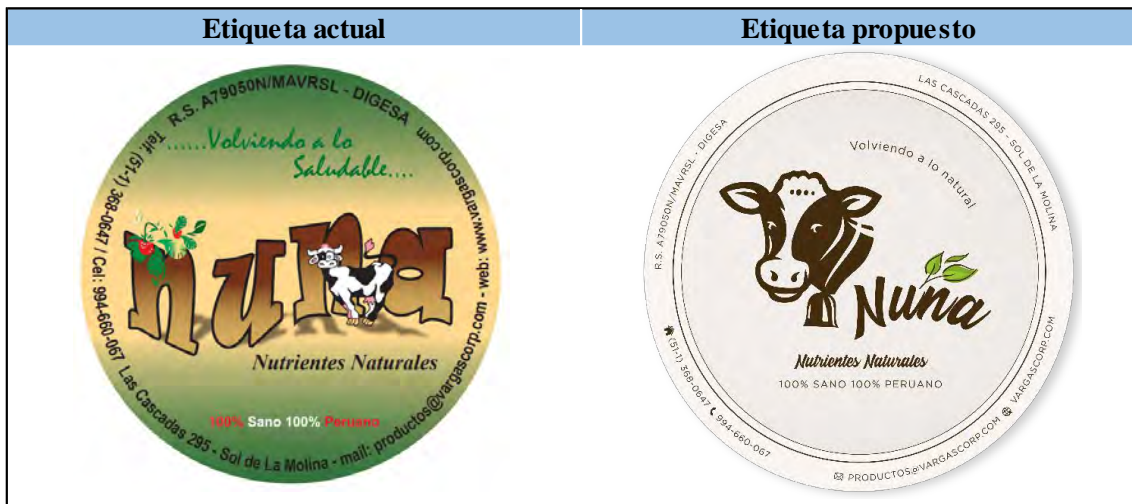 Etiqueta actual
Etiqueta propuesto
R.S. A79050N/MAVRSL - DIGESA
......Volviendo a lo
Saludable....
nuna
Nutrientes Naturales
100% Sano 100% Peruano
Telf. (51-1) 368-0647 / Cel: 994-660-067 Las Cascadas 295 - Sol de La Molina - mail: productos@vargascorp.com - web: www.vargascorp.com
R.S. A79050N/MAVRSL - DIGESA
LAS CASCADAS 295 - SOL DE LA MOLINA
Volviendo a lo natural
Nuna
Nutrientes Naturales
100% SANO 100% PERUANO
(51-1) 368-0647 994-660-067
PRODUCTOS@VARGASCORP.COM VARGASCORP.COM